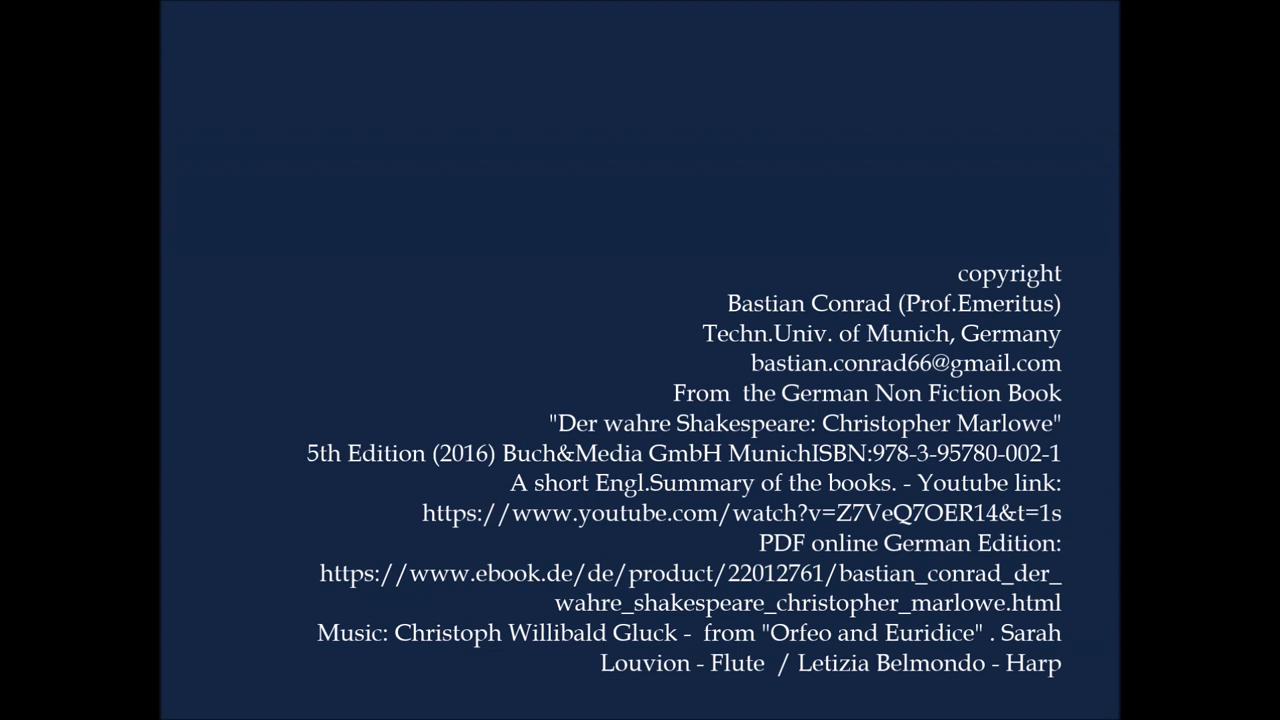 copyright
Bastian Conrad (Prof.Emeritus)
Techn.Univ. of Munich, Germany
bastian.conrad66@gmail.com
From  the German Non Fiction Book
"Der wahre Shakespeare: Christopher Marlowe"
5th Edition (2016) Buch&Media GmbH MunichISBN:978-3-95780-002-1
A short Engl.Summary of the books. - Youtube link:
https://www.youtube.com/watch?v=Z7VeQ7OER14&t=1s
PDF online German Edition:
https://www.ebook.de/de/product/22012761/bastian_conrad_der_
wahre_shakespeare_christopher_marlowe.html
Music: Christoph Willibald Gluck -  from "Orfeo and Euridice" . Sarah
Louvion - Flute  / Letizia Belmondo - Harp